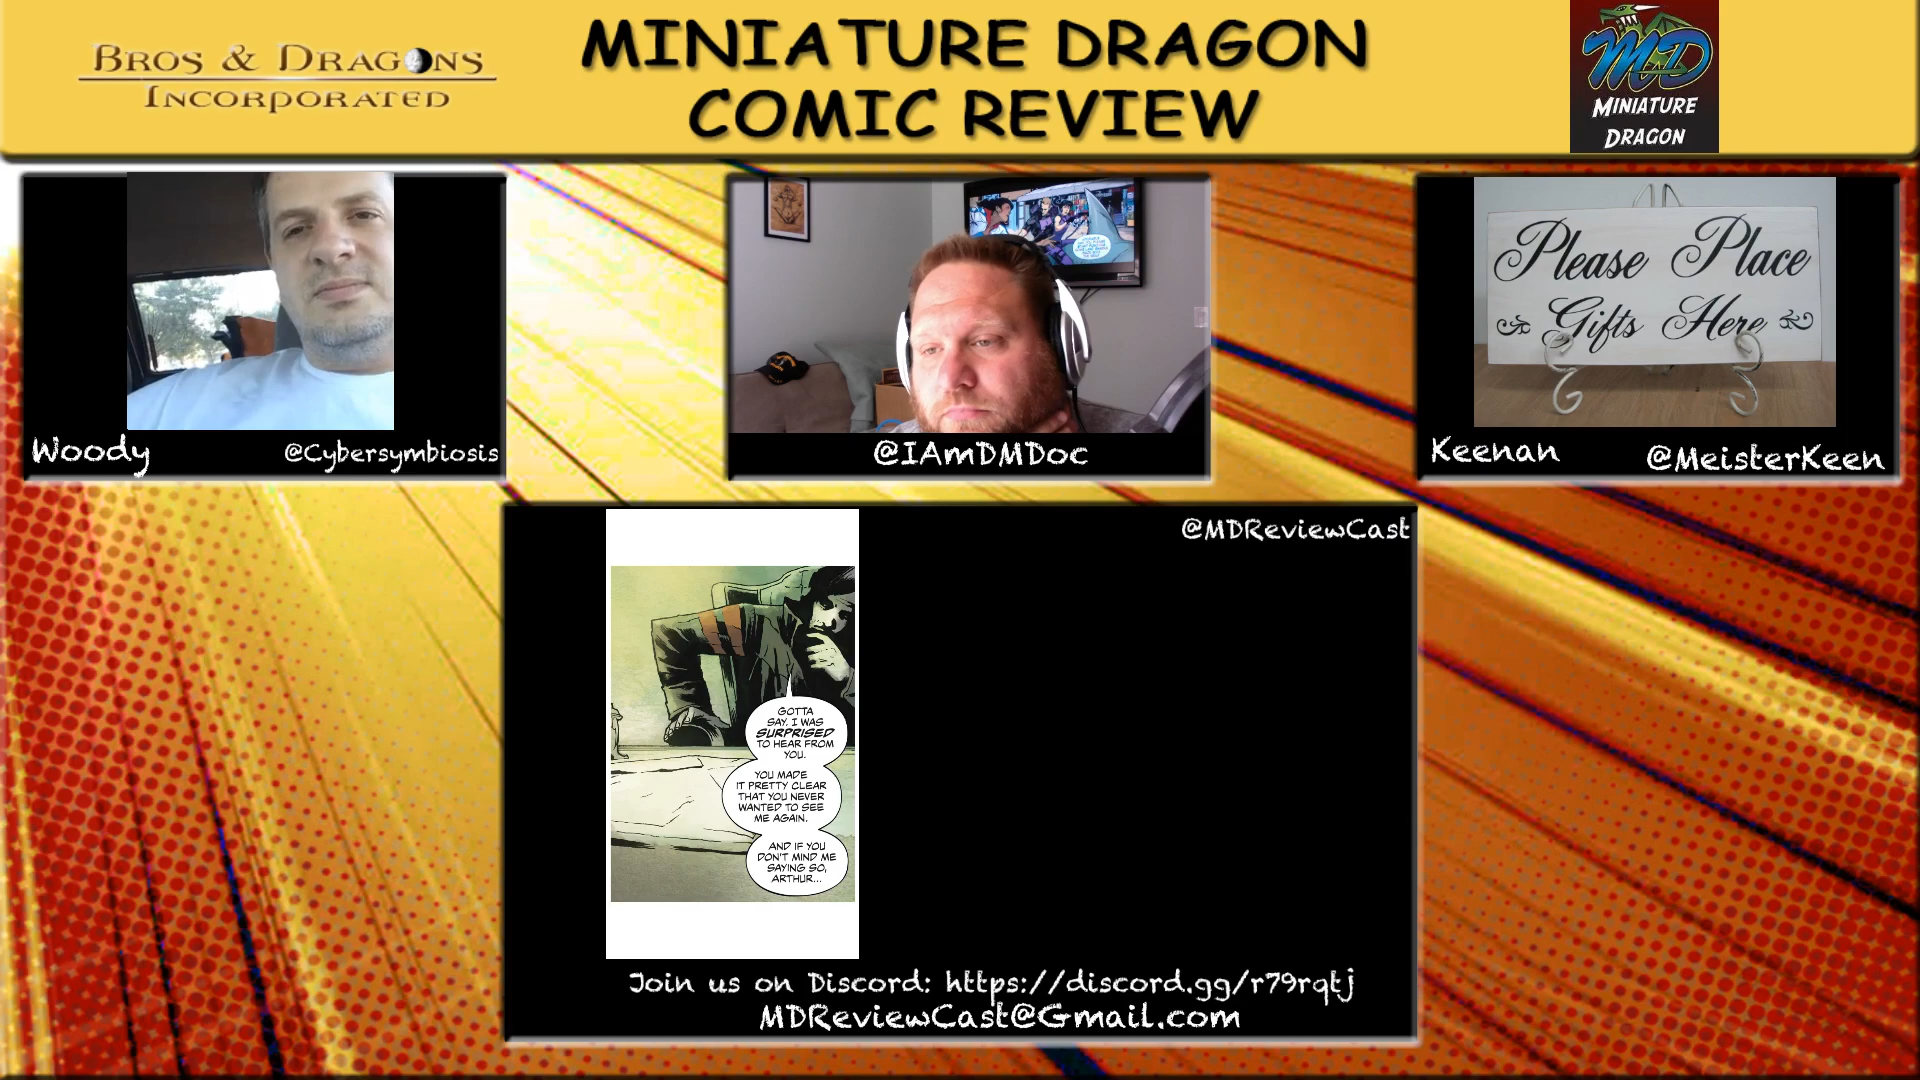 BROS & DRAGONS
INCORPORATED
MINIATURE DRAGON
COMIC REVIEW
MD
MINIATURE
DRAGON
Please Place
Gifts Here
Woody
@Cybersymbiosis
@IAmDMDoc
Keenan
@MeisterKeen
@MDReviewCast
GOTTA
SAY, I WAS
SURPRISED
TO HEAR FROM
YOU.
YOU MADE
IT PRETTY CLEAR
THAT YOU NEVER
WANTED TO SEE
ME AGAIN.
AND IF YOU
DON'T MIND ME
SAYING SO,
ARTHUR...
Join us on Discord: https://discord.gg/r79rqtj
MDReviewCast@Gmail.com